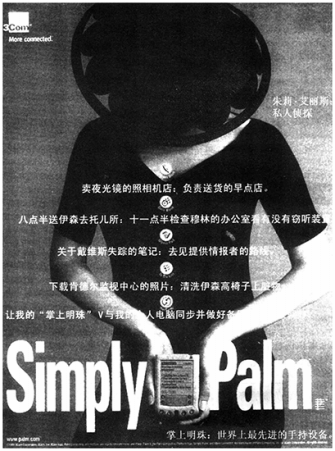 3Com
More connected.
朱莉·艾丽斯
私人侦探
卖夜光镜的照相机店；负责送货的早点店。
八点半送伊森去托儿所；十一点半检查穆林的办公室看有没有窃听装置
关于戴维斯失踪的笔记；去见提供情报者的路线。
下载肯德尔监视中心的照片；清洗伊森高椅子上
让我的“掌上明珠”V与我的个人电脑同步并做好各
Simply Palm
www.palm.com
掌上明珠：世界上最先进的手持设备。